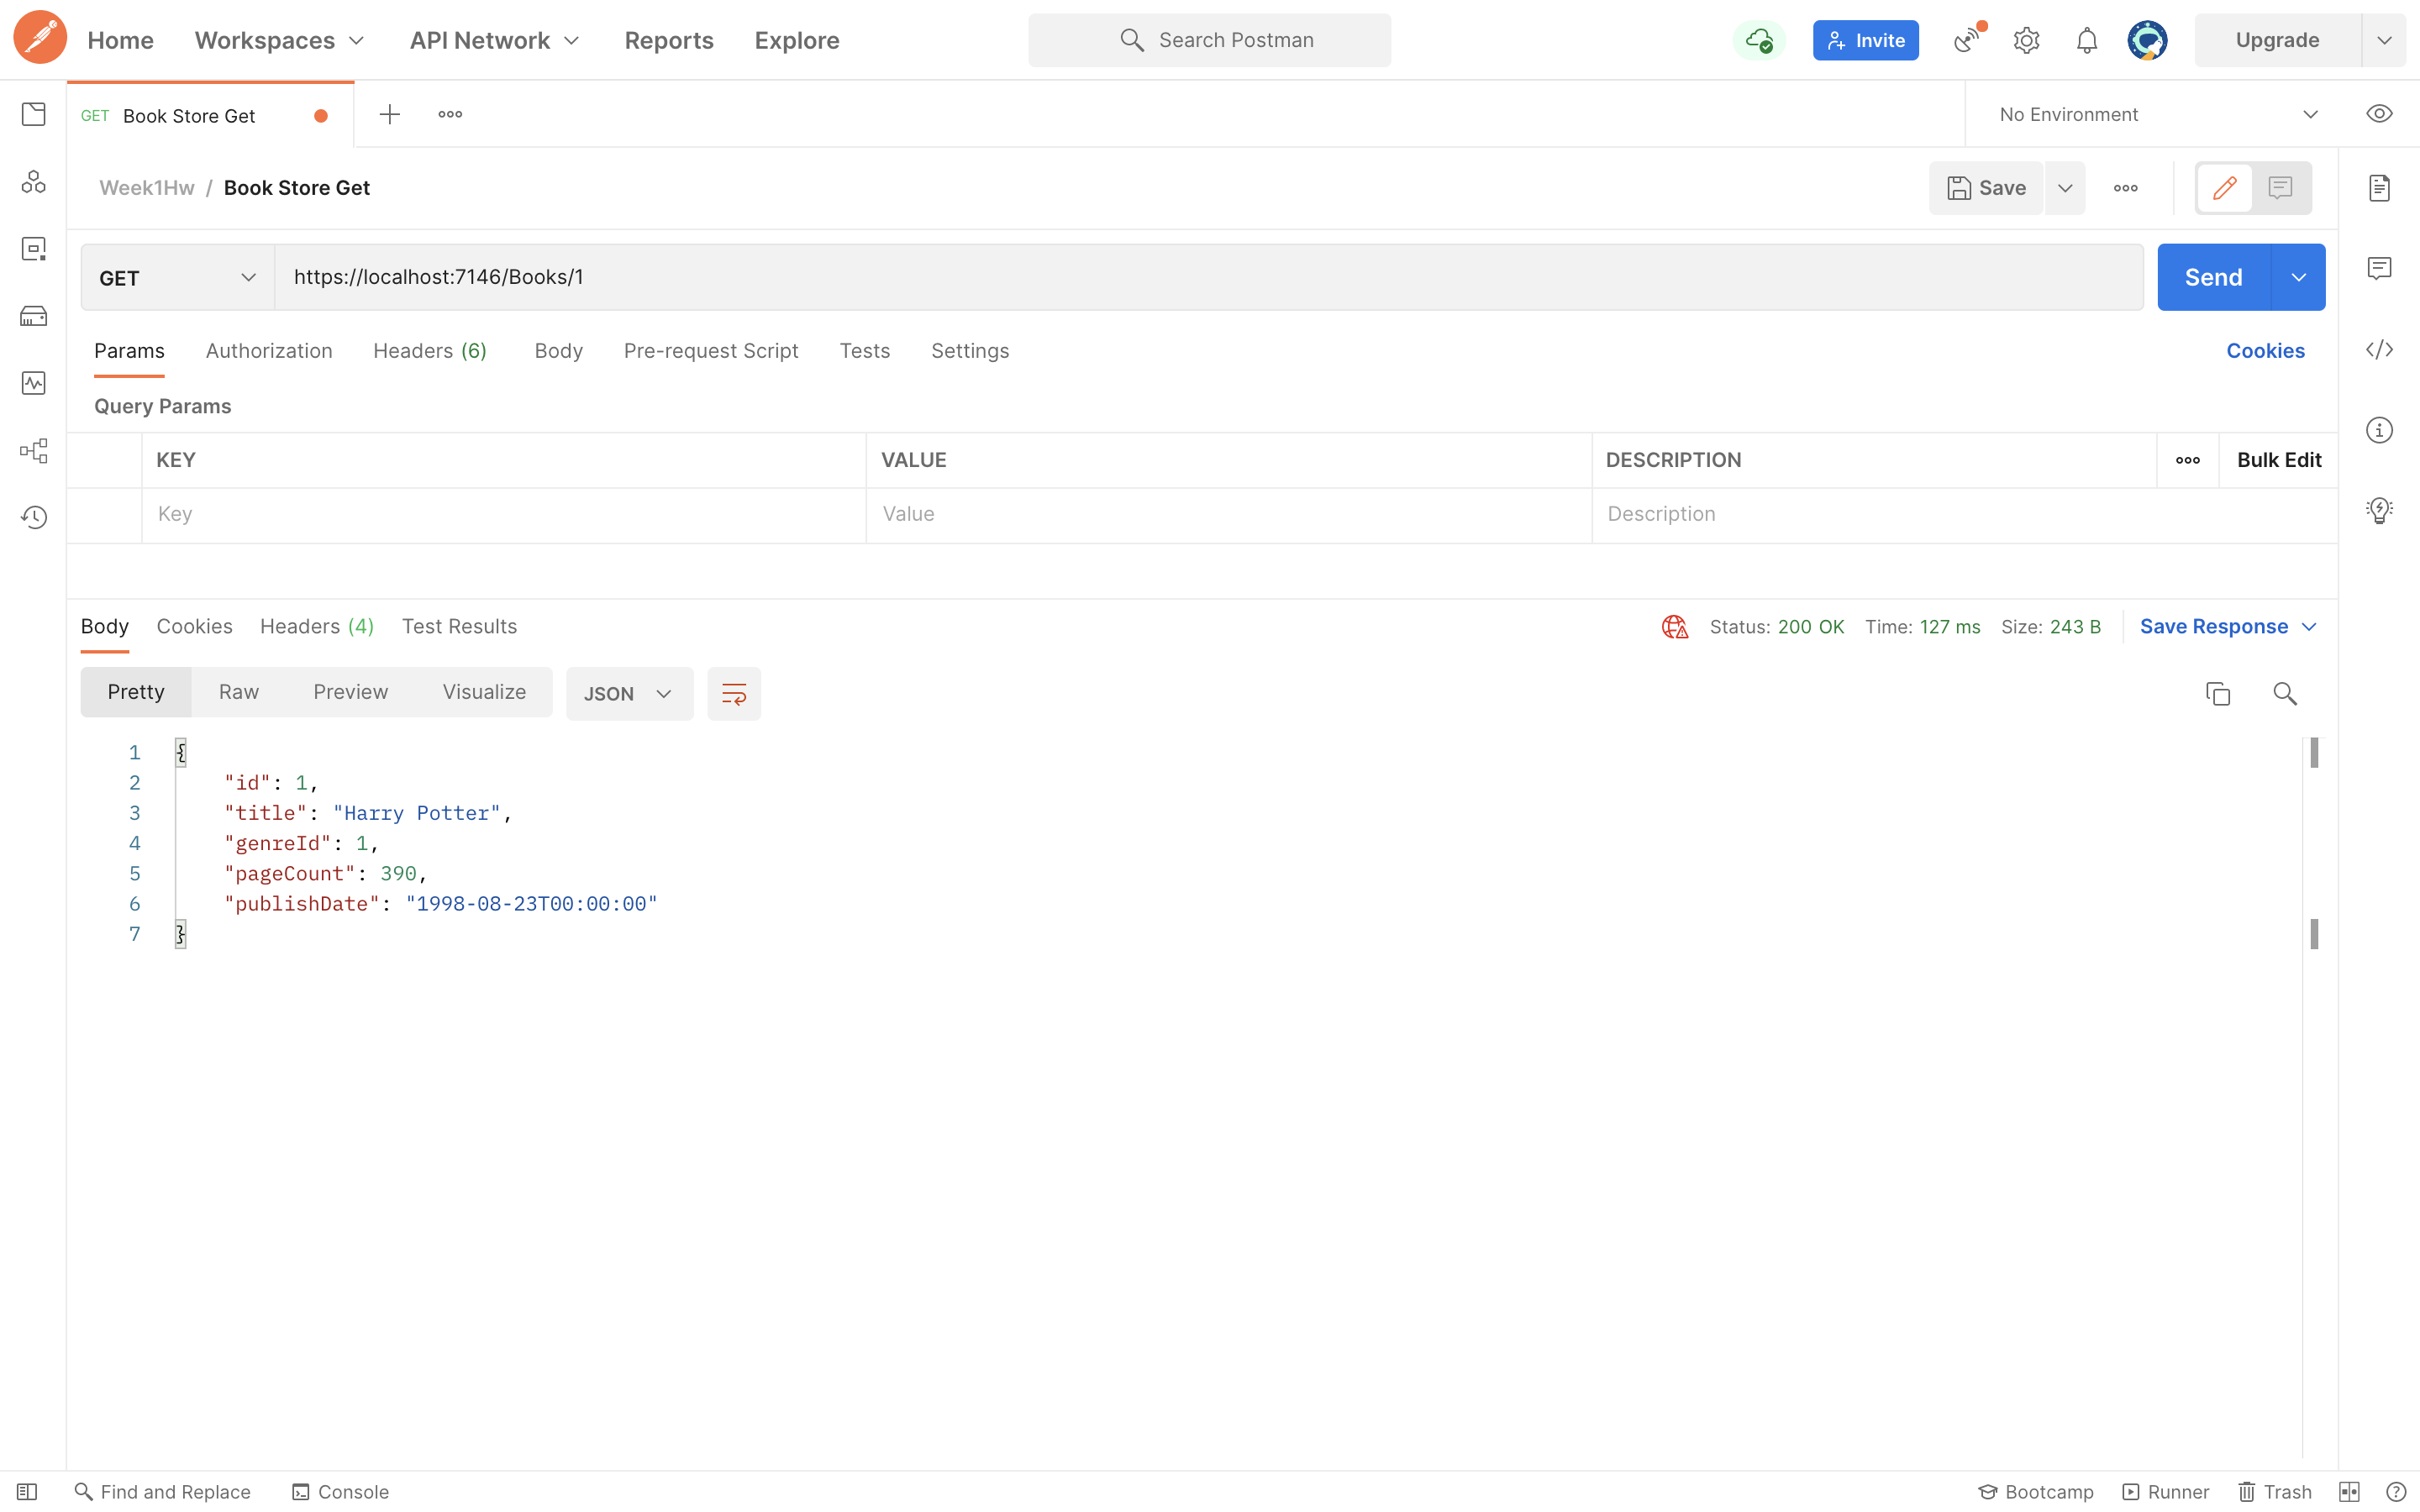 Home Workspaces API Network Reports Explore Search Postman Invite Upgrade
GET Book Store Get No Environment
Week1Hw / Book Store Get Save
GET https://localhost:7146/Books/1 Send
Params Authorization Headers (6) Body Pre-request Script Tests Settings Cookies
Query Params
KEY VALUE DESCRIPTION Bulk Edit
Key Value Description
Body Cookies Headers (4) Test Results Status: 200 OK Time: 127 ms Size: 243 B Save Response
Pretty Raw Preview Visualize JSON
1 {
2 "id": 1,
3 "title": "Harry Potter",
4 "genreId": 1,
5 "pageCount": 390,
6 "publishDate": "1998-08-23T00:00:00"
7 }
Find and Replace Console Bootcamp Runner Trash